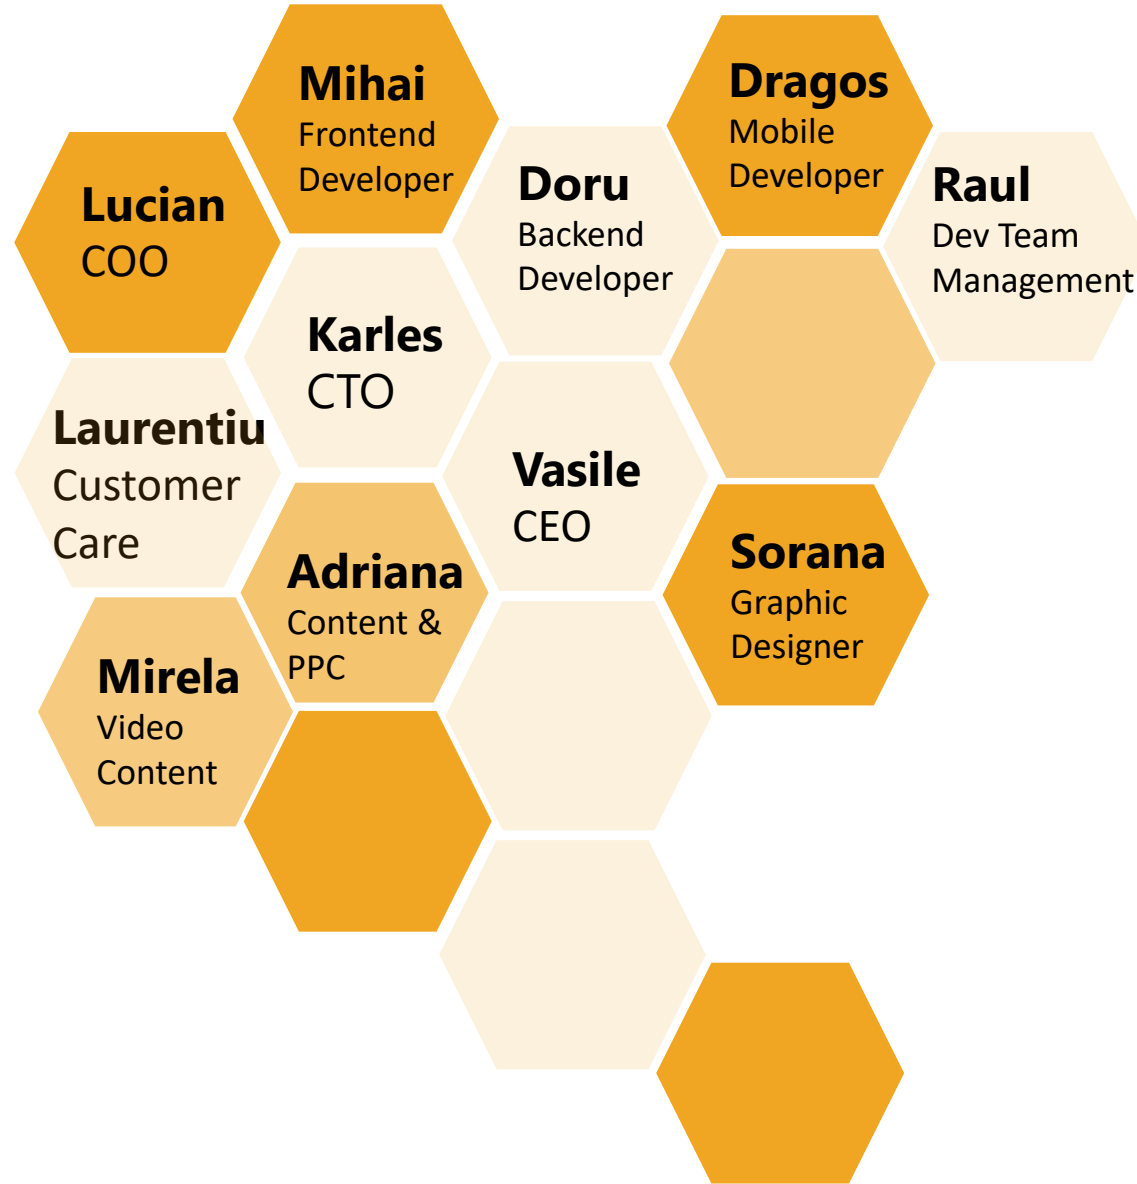 Mihai
Frontend
Developer
Dragos
Mobile
Developer
Lucian
COO
Doru
Backend
Developer
Raul
Dev Team
Management
Karles
CTO
Laurentiu
Customer
Care
Vasile
CEO
Adriana
Content &
PPC
Sorana
Graphic
Designer
Mirela
Video
Content